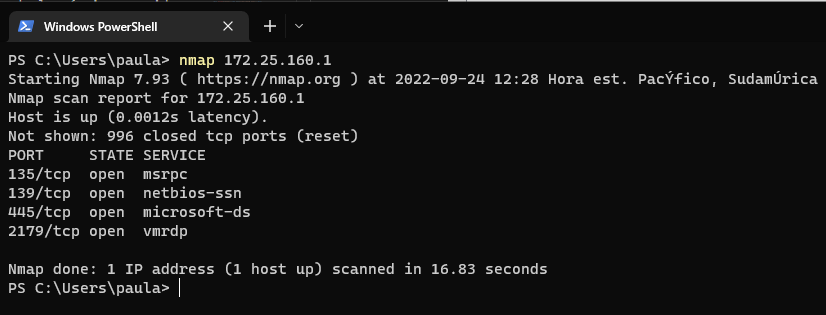 Windows PowerShell
PS C:\Users\paula> nmap 172.25.160.1
Starting Nmap 7.93 ( https://nmap.org ) at 2022-09-24 12:28 Hora est. PacÝfico, SudamÚrica
Nmap scan report for 172.25.160.1
Host is up (0.0012s latency).
Not shown: 996 closed tcp ports (reset)
PORT     STATE SERVICE
135/tcp  open  msrpc
139/tcp  open  netbios-ssn
445/tcp  open  microsoft-ds
2179/tcp open  vmrdp
Nmap done: 1 IP address (1 host up) scanned in 16.83 seconds
PS C:\Users\paula>